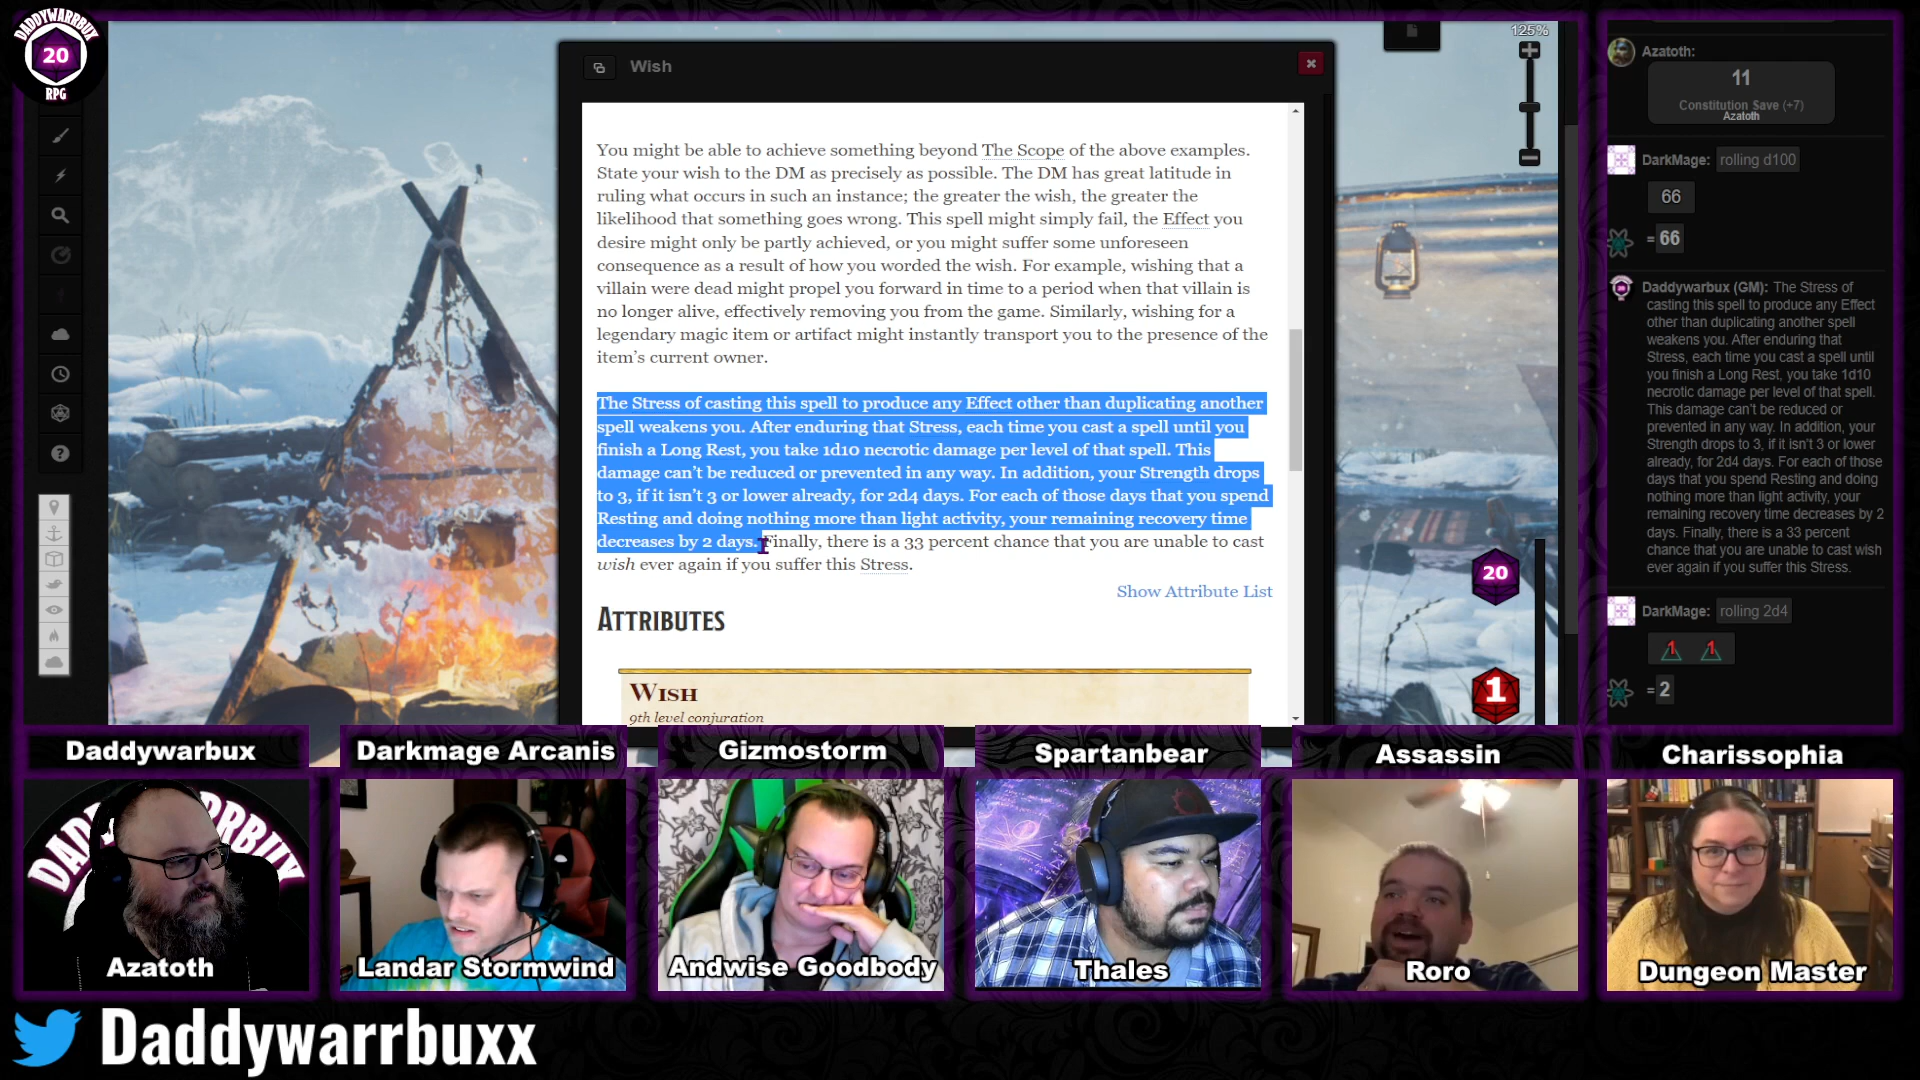 DADDYWARRBUX
20
RPG
Wish
125%
You might be able to achieve something beyond The Scope of the above examples.
State your wish to the DM as precisely as possible. The DM has great latitude in
ruling what occurs in such an instance; the greater the wish, the greater the
likelihood that something goes wrong. This spell might simply fail, the Effect you
desire might only be partly achieved, or you might suffer some unforeseen
consequence as a result of how you worded the wish. For example, wishing that a
villain were dead might propel you forward in time to a period when that villain is
no longer alive, effectively removing you from the game. Similarly, wishing for a
legendary magic item or artifact might instantly transport you to the presence of the
item's current owner.
The Stress of casting this spell to produce any Effect other than duplicating another
spell weakens you. After enduring that Stress, each time you cast a spell until you
finish a Long Rest, you take 1d10 necrotic damage per level of that spell. This
damage can't be reduced or prevented in any way. In addition, your Strength drops
to 3, if it isn't 3 or lower already, for 2d4 days. For each of those days that you spend
Resting and doing nothing more than light activity, your remaining recovery time
decreases by 2 days. Finally, there is a 33 percent chance that you are unable to cast
wish ever again if you suffer this Stress.
Show Attribute List
ATTRIBUTES
WISH
9th level conjuration
20
1
Azatoth:
11
Constitution Save (+7)
Azatoth
DarkMage: rolling d100
66
= 66
Daddywarbux (GM): The Stress of
casting this spell to produce any Effect
other than duplicating another spell
weakens you. After enduring that
Stress, each time you cast a spell until
you finish a Long Rest, you take 1d10
necrotic damage per level of that spell.
This damage can't be reduced or
prevented in any way. In addition, your
Strength drops to 3, if it isn't 3 or lower
already, for 2d4 days. For each of those
days that you spend Resting and doing
nothing more than light activity, your
remaining recovery time decreases by 2
days. Finally, there is a 33 percent
chance that you are unable to cast wish
ever again if you suffer this Stress.
DarkMage: rolling 2d4
1 1
= 2
Daddywarbux
Darkmage Arcanis
Gizmostorm
Spartanbear
Assassin
Charissophia
Azatoth
Landar Stormwind
Andwise Goodbody
Thales
Roro
Dungeon Master
Daddywarrbuxx